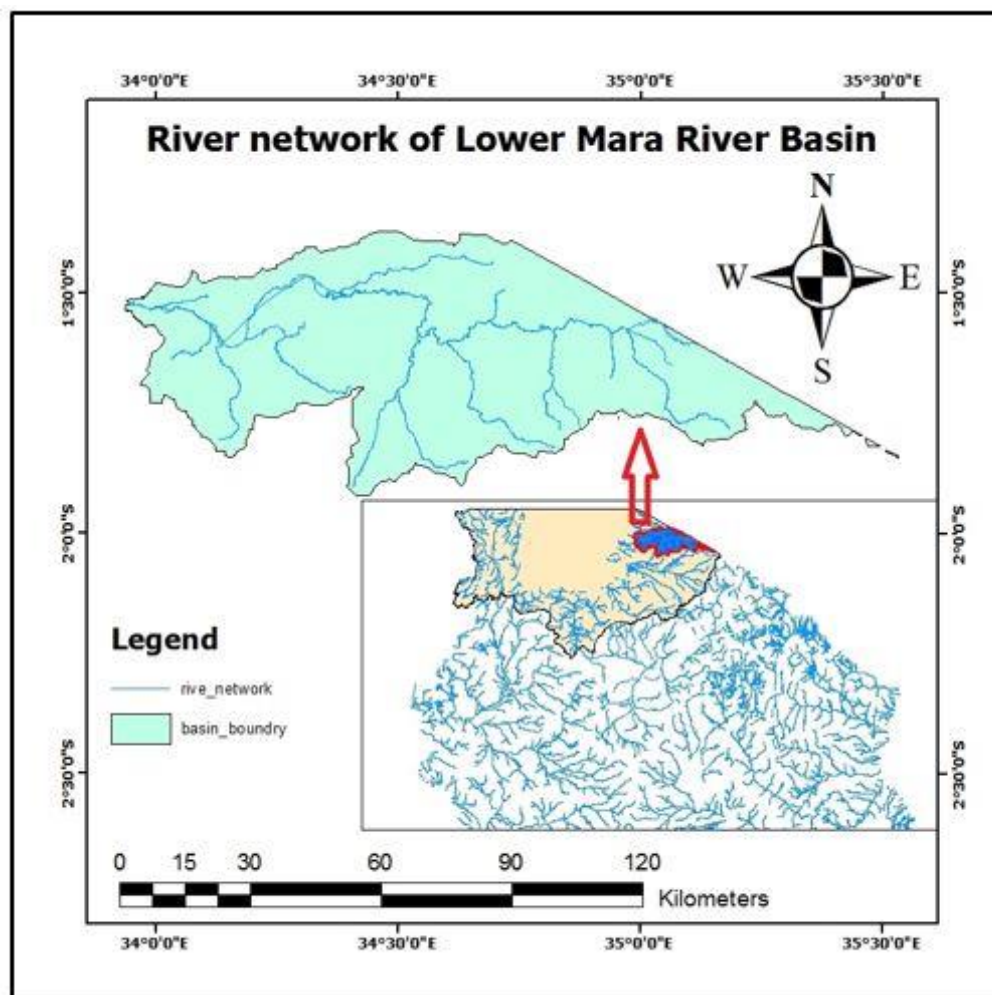 34°0'0"E 34°30'0"E 35°0'0"E 35°30'0"E
River network of Lower Mara River Basin
N
W E
S
1°30'0"S 1°30'0"S
2°0'0"S 2°0'0"S
Legend
rive_network
basin_boundry
2°30'0"S 2°30'0"S
0 15 30 60 90 120
Kilometers
34°0'0"E 34°30'0"E 35°0'0"E 35°30'0"E